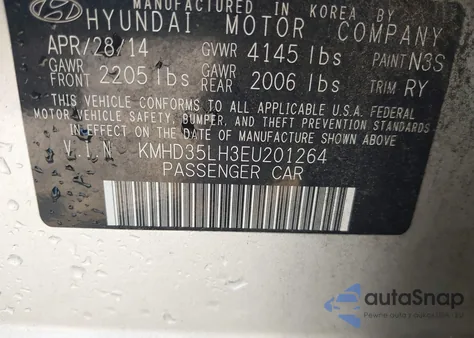 MANUFACTURED IN KOREA BY
HYUNDAI MOTOR COMPANY
APR/28/14 GVWR 4145 lbs PAINT N3S
GAWR FRONT 2205 lbs GAWR REAR 2006 lbs TRIM RY
THIS VEHICLE CONFORMS TO ALL APPLICABLE U.S.A. FEDERAL
MOTOR VEHICLE SAFETY, BUMPER, AND THEFT PREVENTION STANDARDS
IN EFFECT ON THE DATE OF MANUFACTURE SHOWN ABOVE
V.I.N KMHD35LH3EU201264
PASSENGER CAR
autoSnap